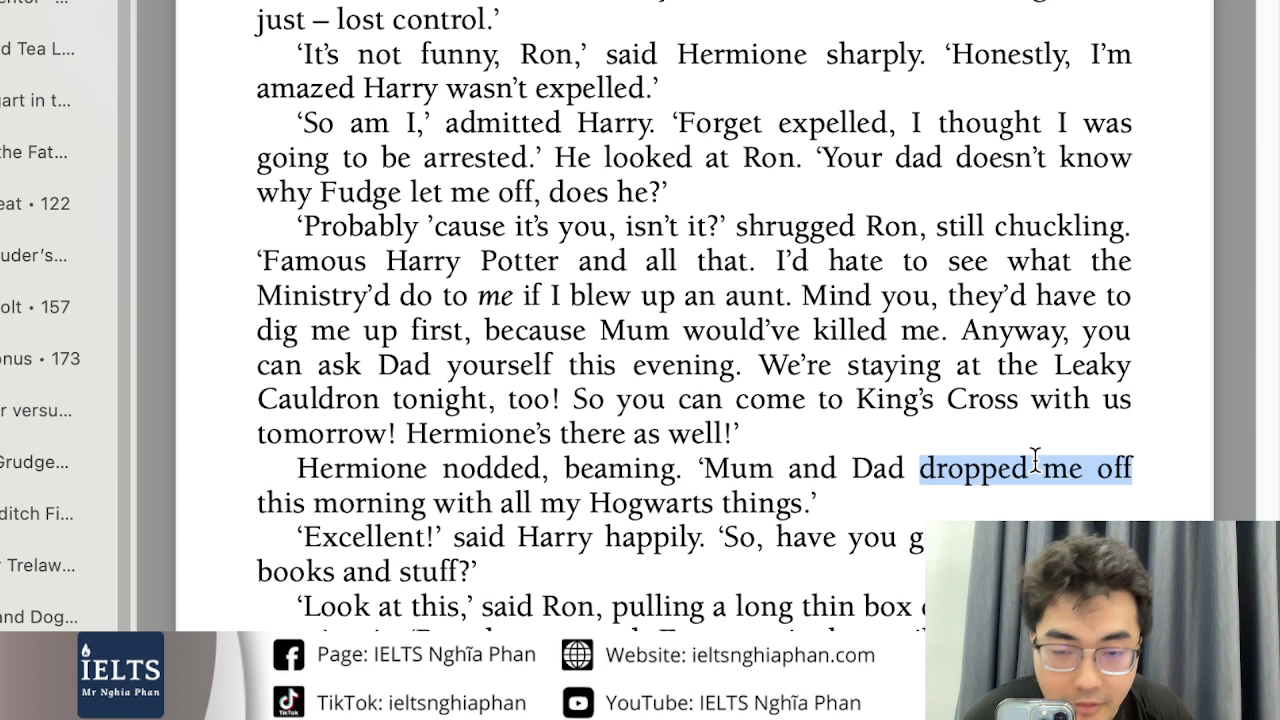 d Tea L...
gart in t...
the Fat...
eat • 122
uder's...
olt • 157
onus • 173
r versu...
Grudge...
ditch Fi...
r Trelaw...
and Dog...
just – lost control.’
‘It’s not funny, Ron,’ said Hermione sharply. ‘Honestly, I’m
amazed Harry wasn’t expelled.’
‘So am I,’ admitted Harry. ‘Forget expelled, I thought I was
going to be arrested.’ He looked at Ron. ‘Your dad doesn’t know
why Fudge let me off, does he?’
‘Probably ’cause it’s you, isn’t it?’ shrugged Ron, still chuckling.
‘Famous Harry Potter and all that. I’d hate to see what the
Ministry’d do to me if I blew up an aunt. Mind you, they’d have to
dig me up first, because Mum would’ve killed me. Anyway, you
can ask Dad yourself this evening. We’re staying at the Leaky
Cauldron tonight, too! So you can come to King’s Cross with us
tomorrow! Hermione’s there as well!’
Hermione nodded, beaming. ‘Mum and Dad dropped me off
this morning with all my Hogwarts things.’
‘Excellent!’ said Harry happily. ‘So, have you g
books and stuff?’
‘Look at this,’ said Ron, pulling a long thin box
IELTS
Mr Nghia Phan
Page: IELTS Nghĩa Phan
Website: ieltsnghiaphan.com
TikTok: ieltsnghiaphan
YouTube: IELTS Nghĩa Phan